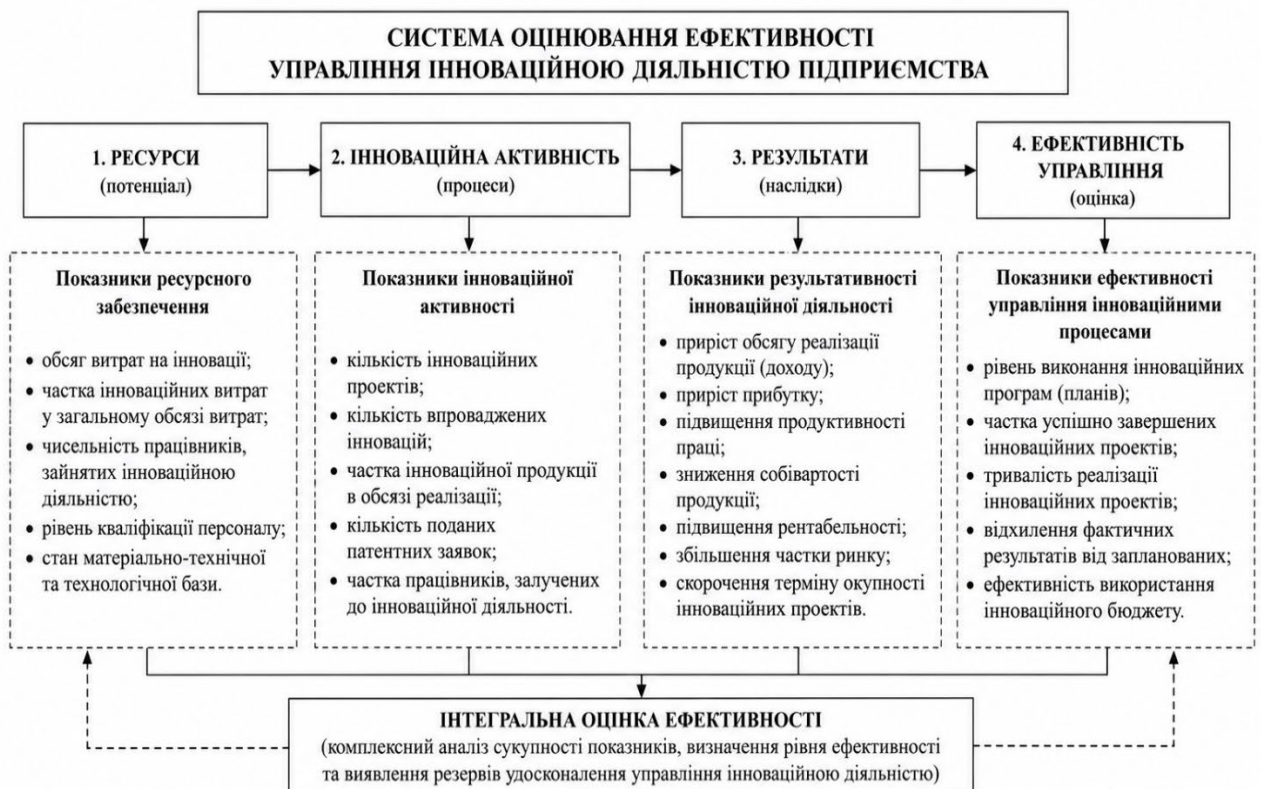 СИСТЕМА ОЦІНЮВАННЯ ЕФЕКТИВНОСТІ
УПРАВЛІННЯ ІННОВАЦІЙНОЮ ДІЯЛЬНІСТЮ ПІДПРИЄМСТВА
1. РЕСУРСИ
(потенціал)
2. ІННОВАЦІЙНА АКТИВНІСТЬ
(процеси)
3. РЕЗУЛЬТАТИ
(наслідки)
4. ЕФЕКТИВНІСТЬ
УПРАВЛІННЯ
(оцінка)
Показники ресурсного
забезпечення
• обсяг витрат на інновації;
• частка інноваційних витрат
у загальному обсязі витрат;
• чисельність працівників,
зайнятих інноваційною
діяльністю;
• рівень кваліфікації персоналу;
• стан матеріально-технічної
та технологічної бази.
Показники інноваційної
активності
• кількість інноваційних
проектів;
• кількість впроваджених
інновацій;
• частка інноваційної продукції
в обсязі реалізації;
• кількість поданих
патентних заявок;
• частка працівників, залучених
до інноваційної діяльності.
Показники результативності
інноваційної діяльності
• приріст обсягу реалізації
продукції (доходу);
• приріст прибутку;
• підвищення продуктивності
праці;
• зниження собівартості
продукції;
• підвищення рентабельності;
• збільшення частки ринку;
• скорочення терміну окупності
інноваційних проектів.
Показники ефективності
управління інноваційними
процесами
• рівень виконання інноваційних
програм (планів);
• частка успішно завершених
інноваційних проектів;
• тривалість реалізації
інноваційних проектів;
• відхилення фактичних
результатів від запланованих;
• ефективність використання
інноваційного бюджету.
ІНТЕГРАЛЬНА ОЦІНКА ЕФЕКТИВНОСТІ
(комплексний аналіз сукупності показників, визначення рівня ефективності
та виявлення резервів удосконалення управління інноваційною діяльністю)